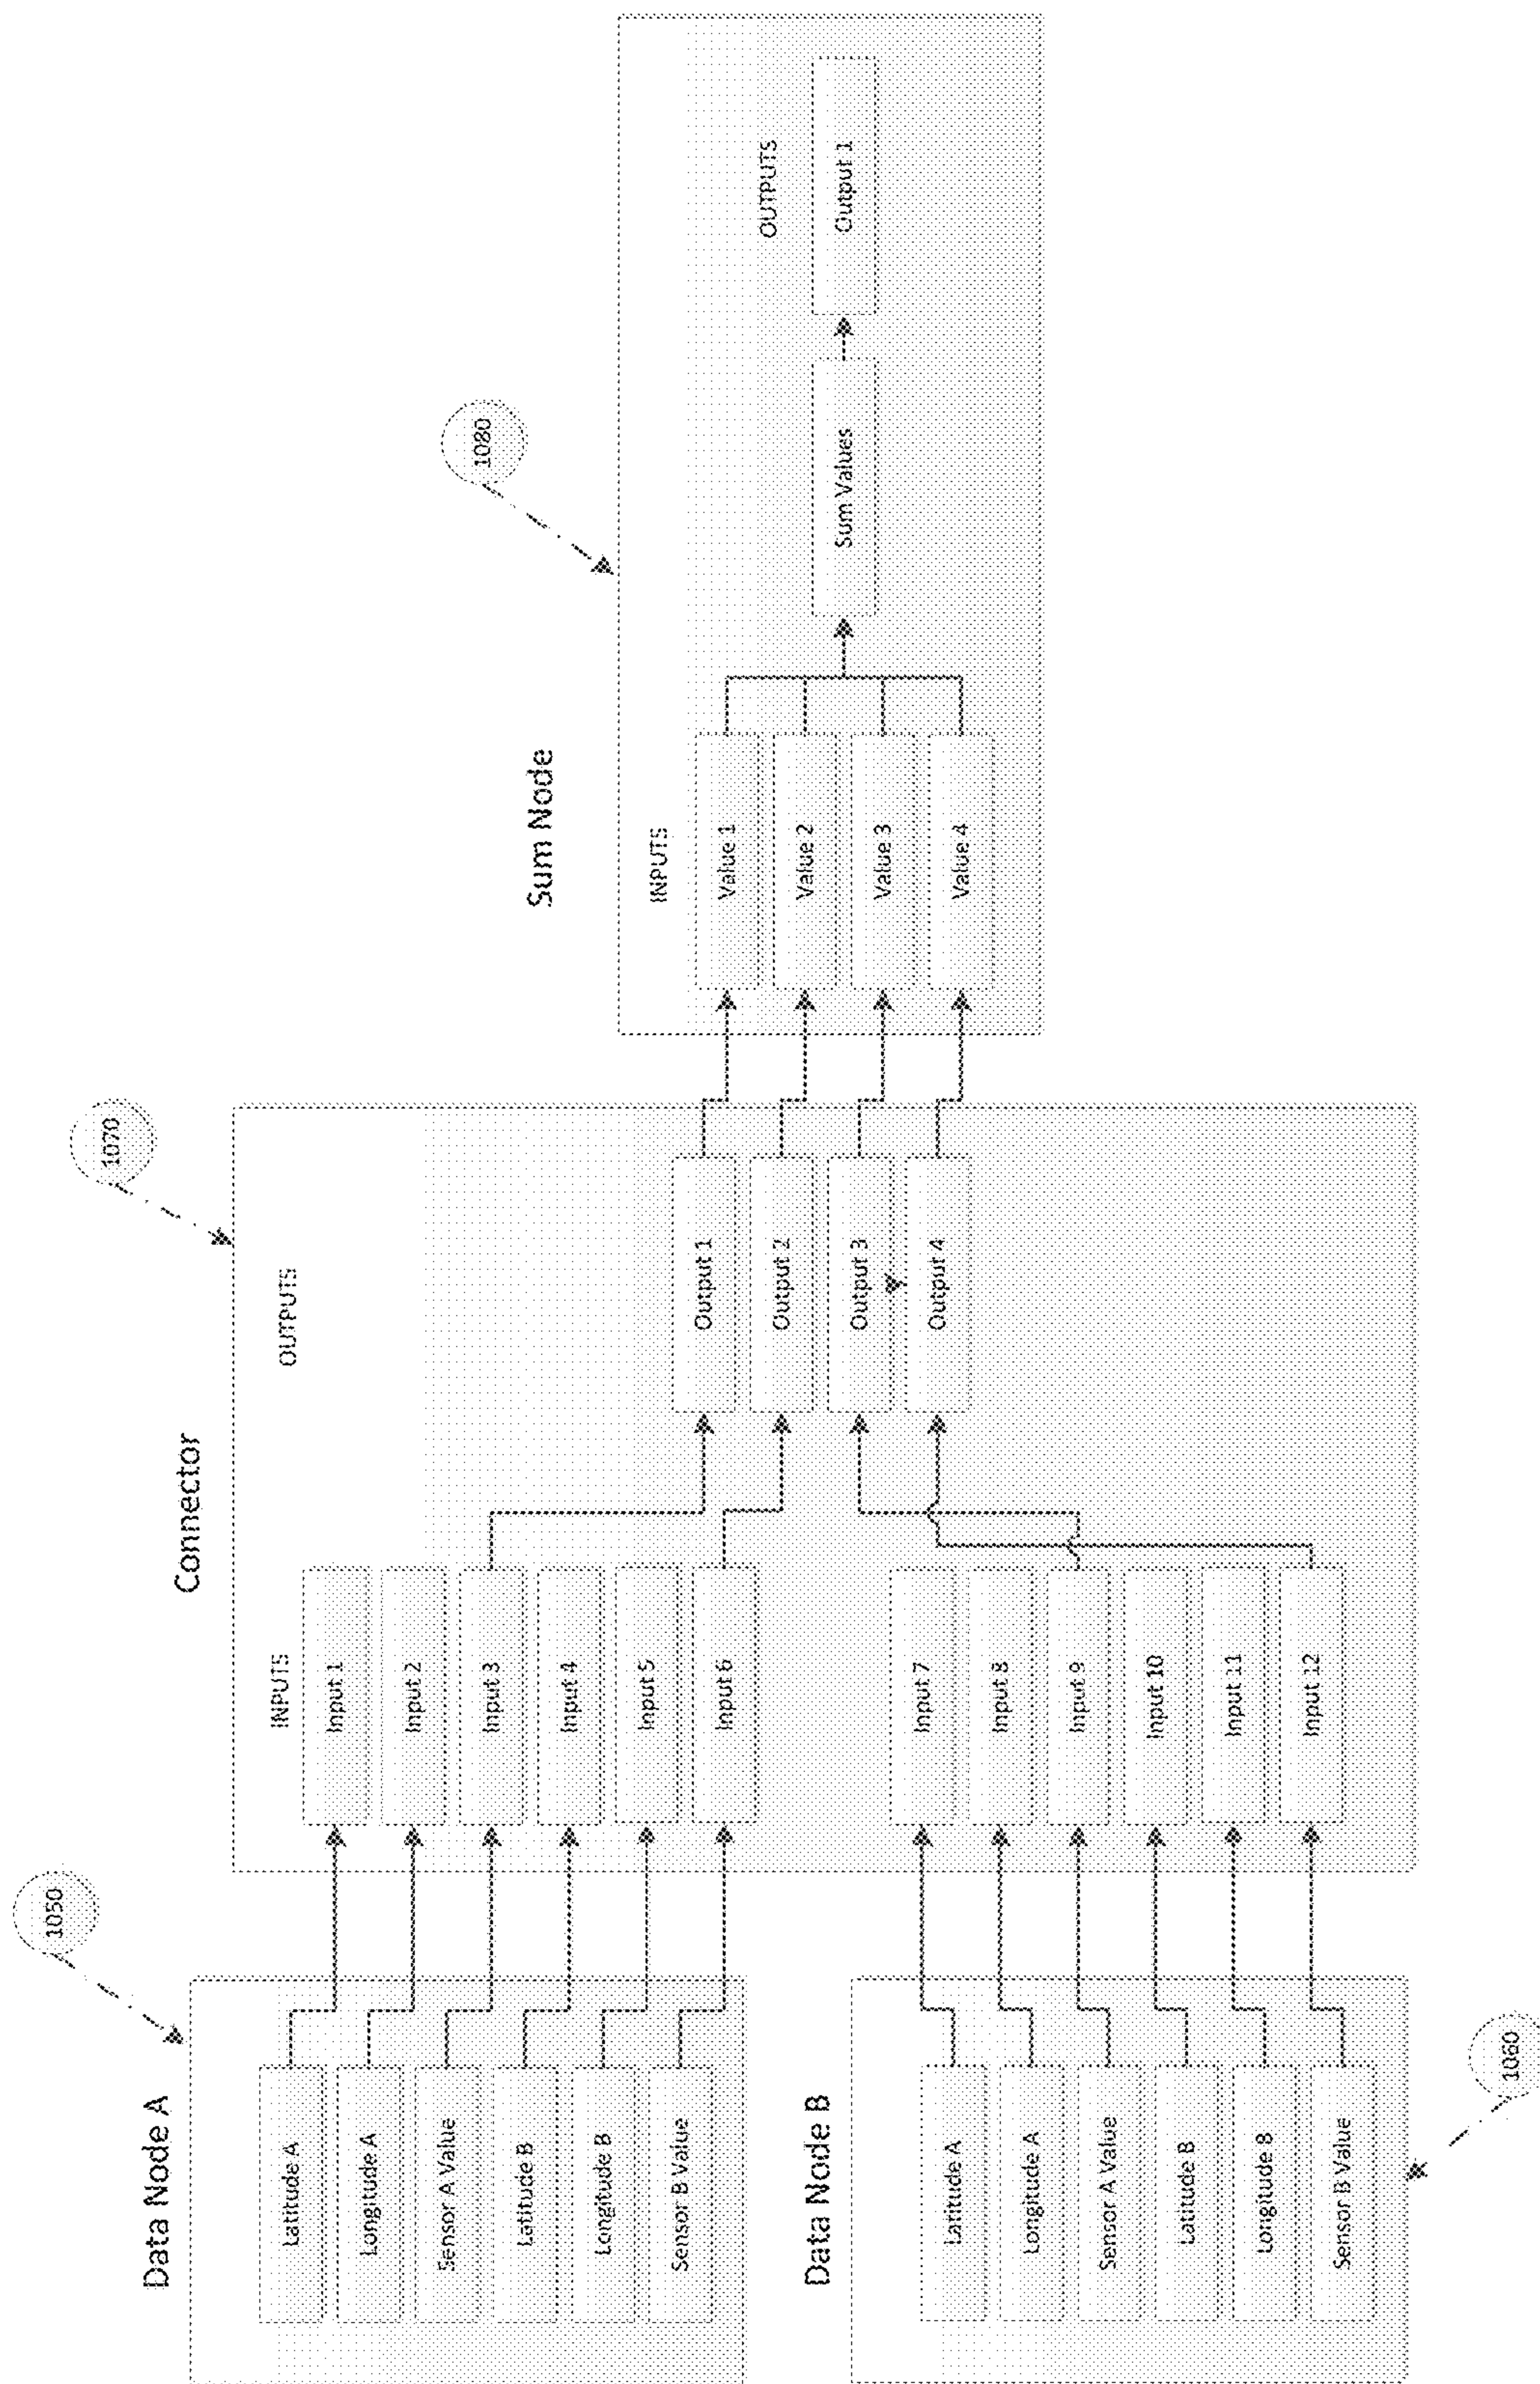 Data Node A
1050
Latitude A
Longitude A
Sensor A Value
Latitude B
Longitude B
Sensor B Value
Data Node B
1060
Latitude A
Longitude A
Sensor A Value
Latitude B
Longitude B
Sensor B Value
Connector
1070
INPUTS
Input 1
Input 2
Input 3
Input 4
Input 5
Input 6
Input 7
Input 8
Input 9
Input 10
Input 11
Input 12
OUTPUTS
Output 1
Output 2
Output 3
Output 4
Sum Node
1080
INPUTS
Value 1
Value 2
Value 3
Value 4
Sum Values
OUTPUTS
Output 1